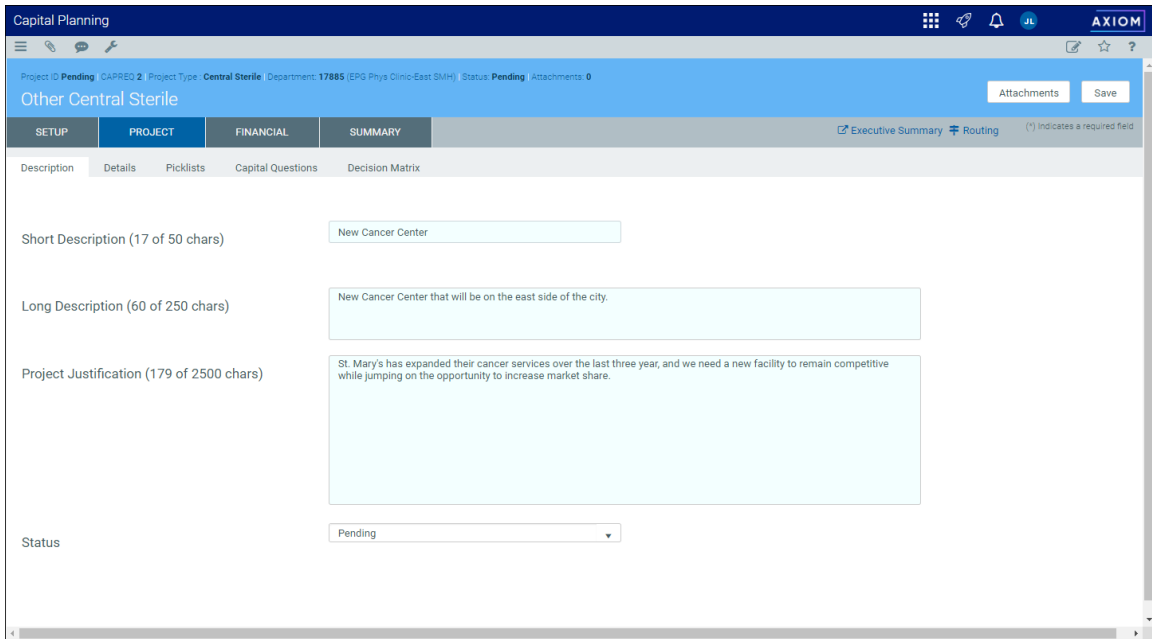 Capital Planning
JL
AXIOM
?
Project ID Pending | CAPREQ 2 | Project Type : Central Sterile | Department: 17885 (EPG Phys Clinic-East SMH) | Status: Pending | Attachments: 0
Other Central Sterile
Attachments
Save
SETUP
PROJECT
FINANCIAL
SUMMARY
Executive Summary
Routing
(*) indicates a required field
Description
Details
Picklists
Capital Questions
Decision Matrix
Short Description (17 of 50 chars)
New Cancer Center
Long Description (60 of 250 chars)
New Cancer Center that will be on the east side of the city.
Project Justification (179 of 2500 chars)
St. Mary's has expanded their cancer services over the last three year, and we need a new facility to remain competitive
while jumping on the opportunity to increase market share.
Status
Pending